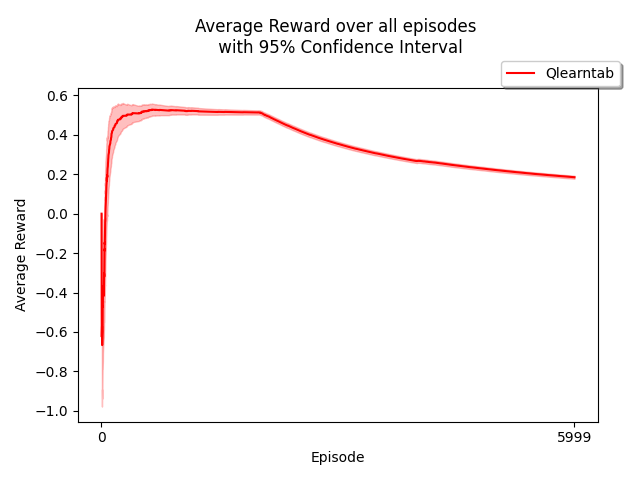 Average Reward over all episodes
with 95% Confidence Interval
Qlearntab
0.6
0.4
0.2
0.0
−0.2
−0.4
−0.6
−0.8
−1.0
Average Reward
0
5999
Episode